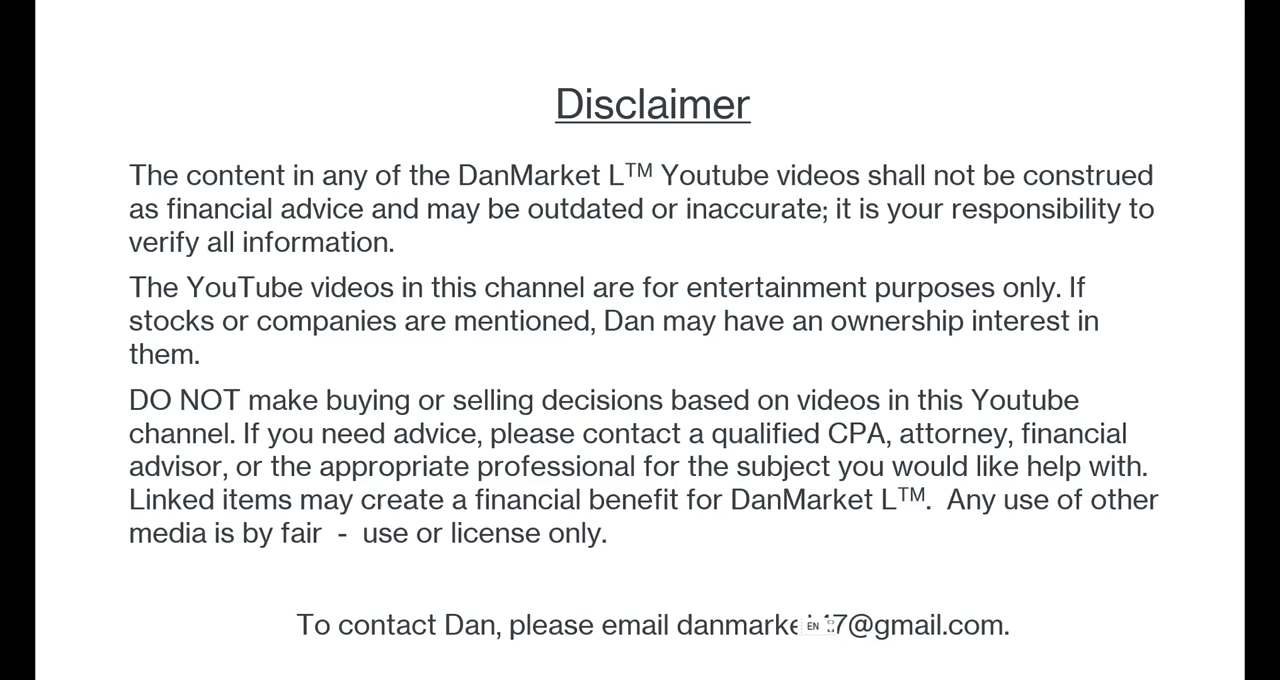 Disclaimer
The content in any of the DanMarket L™ Youtube videos shall not be construed
as financial advice and may be outdated or inaccurate; it is your responsibility to
verify all information.
The YouTube videos in this channel are for entertainment purposes only. If
stocks or companies are mentioned, Dan may have an ownership interest in
them.
DO NOT make buying or selling decisions based on videos in this Youtube
channel. If you need advice, please contact a qualified CPA, attorney, financial
advisor, or the appropriate professional for the subject you would like help with.
Linked items may create a financial benefit for DanMarket L™.  Any use of other
media is by fair  -  use or license only.
To contact Dan, please email
EN